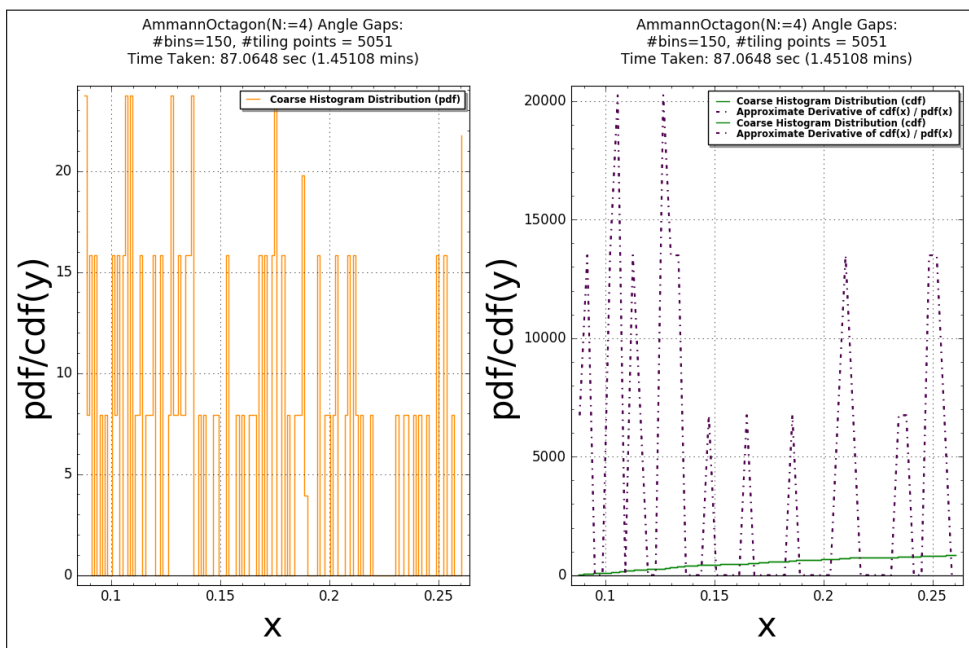 AmmannOctagon(N:=4) Angle Gaps:
#bins=150, #tiling points = 5051
Time Taken: 87.0648 sec (1.45108 mins)
Coarse Histogram Distribution (pdf)
20
15
10
5
0
0.1
0.15
0.2
0.25
pdf/cdf(y)
x
AmmannOctagon(N:=4) Angle Gaps:
#bins=150, #tiling points = 5051
Time Taken: 87.0648 sec (1.45108 mins)
Coarse Histogram Distribution (cdf)
Approximate Derivative of cdf(x) / pdf(x)
Coarse Histogram Distribution (cdf)
Approximate Derivative of cdf(x) / pdf(x)
20000
15000
10000
5000
0
0.1
0.15
0.2
0.25
pdf/cdf(y)
x